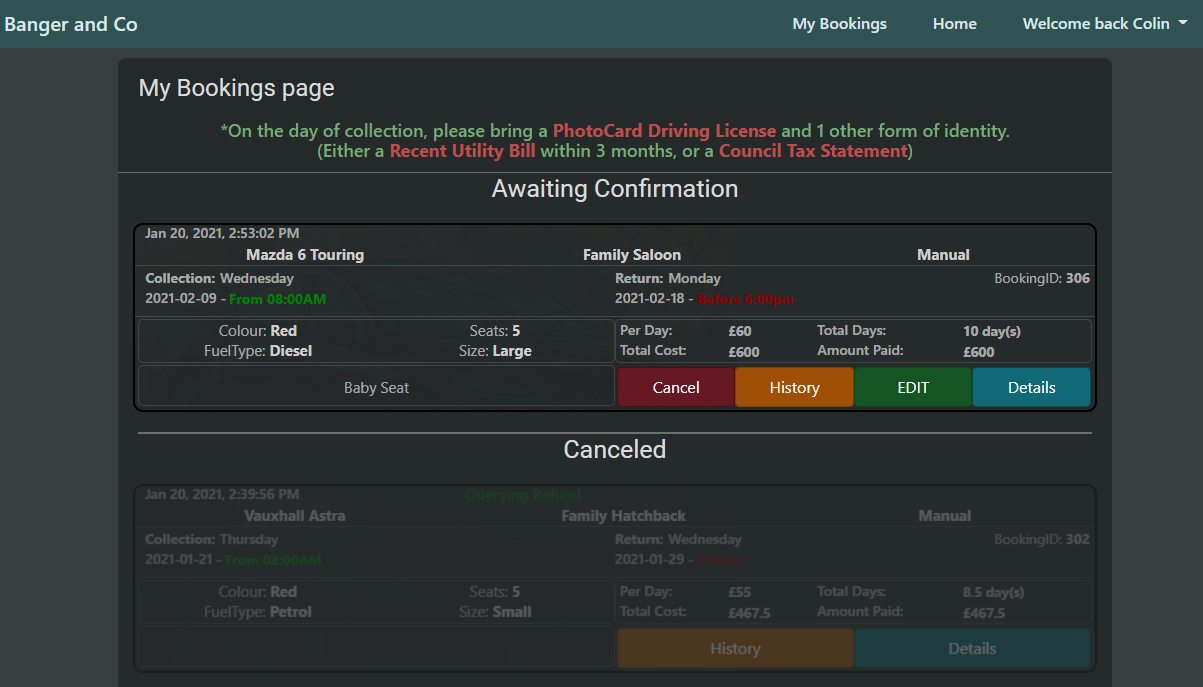 Banger and Co My Bookings Home Welcome back Colin
My Bookings page
*On the day of collection, please bring a PhotoCard Driving License and 1 other form of identity.
(Either a Recent Utility Bill within 3 months, or a Council Tax Statement)
Awaiting Confirmation
Jan 20, 2021, 2:53:02 PM
Mazda 6 Touring Family Saloon Manual
Collection: Wednesday Return: Monday BookingID: 306
2021-02-09 - From 08:00AM 2021-02-18 - Before 6:00pm
Colour: Red Seats: 5 Per Day: £60 Total Days: 10 day(s)
FuelType: Diesel Size: Large Total Cost: £600 Amount Paid: £600
Baby Seat Cancel History EDIT Details
Canceled
Jan 20, 2021, 2:39:56 PM Querying Refund
Vauxhall Astra Family Hatchback Manual
Collection: Thursday Return: Wednesday BookingID: 302
2021-01-21 - From 08:00AM 2021-01-29 -
Colour: Red Seats: 5 Per Day: £55 Total Days: 8.5 day(s)
FuelType: Petrol Size: Small Total Cost: £467.5 Amount Paid: £467.5
History Details